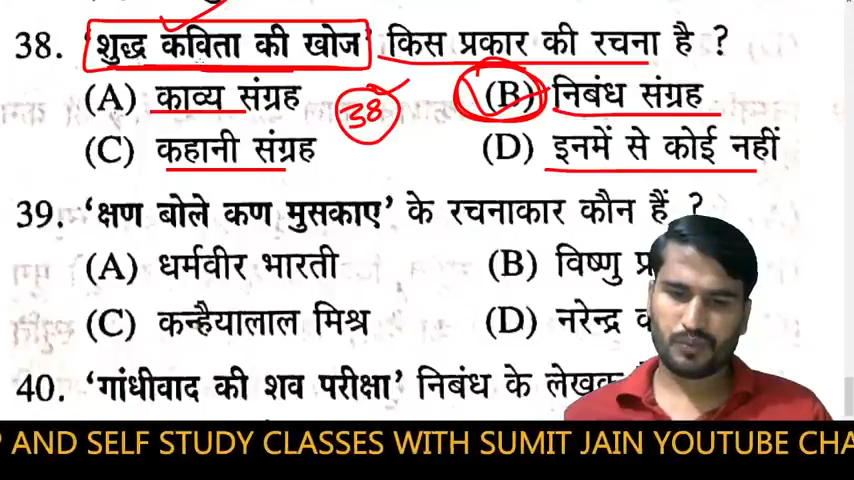 38. 'शुद्ध कविता की खोज' किस प्रकार की रचना है ?
(A) काव्य संग्रह (B) निबंध संग्रह
38
(C) कहानी संग्रह (D) इनमें से कोई नहीं
39. 'क्षण बोले कण मुसकाए' के रचनाकार कौन हैं ?
(A) धर्मवीर भारती (B) विष्णु
(C) कन्हैयालाल मिश्र (D) नरेन्द्र
40. 'गांधीवाद की शव परीक्षा' निबंध के लेखक
AND SELF STUDY CLASSES WITH SUMIT JAIN YOUTUBE